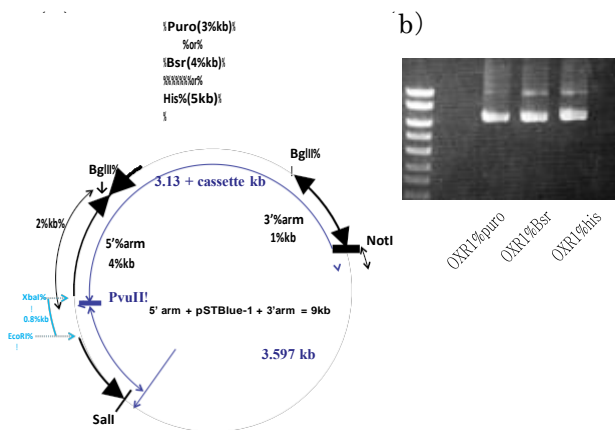 §Puro(3%kb)§
%or%
§Bsr(4%kb)§
%%%%%%%or%
His%(5kb)§
§
b)
BglII%
BglII%
3.13 + cassette kb
2%kb%
5'%arm
4%kb
3'%arm
1%kb
NotI
XbaI%
PvuII!
0.8%kb
5' arm + pSTBlue-1 + 3'arm = 9kb
EcoRI%
3.597 kb
SalI
OXR1%puro
OXR1%Bsr
OXR1%his